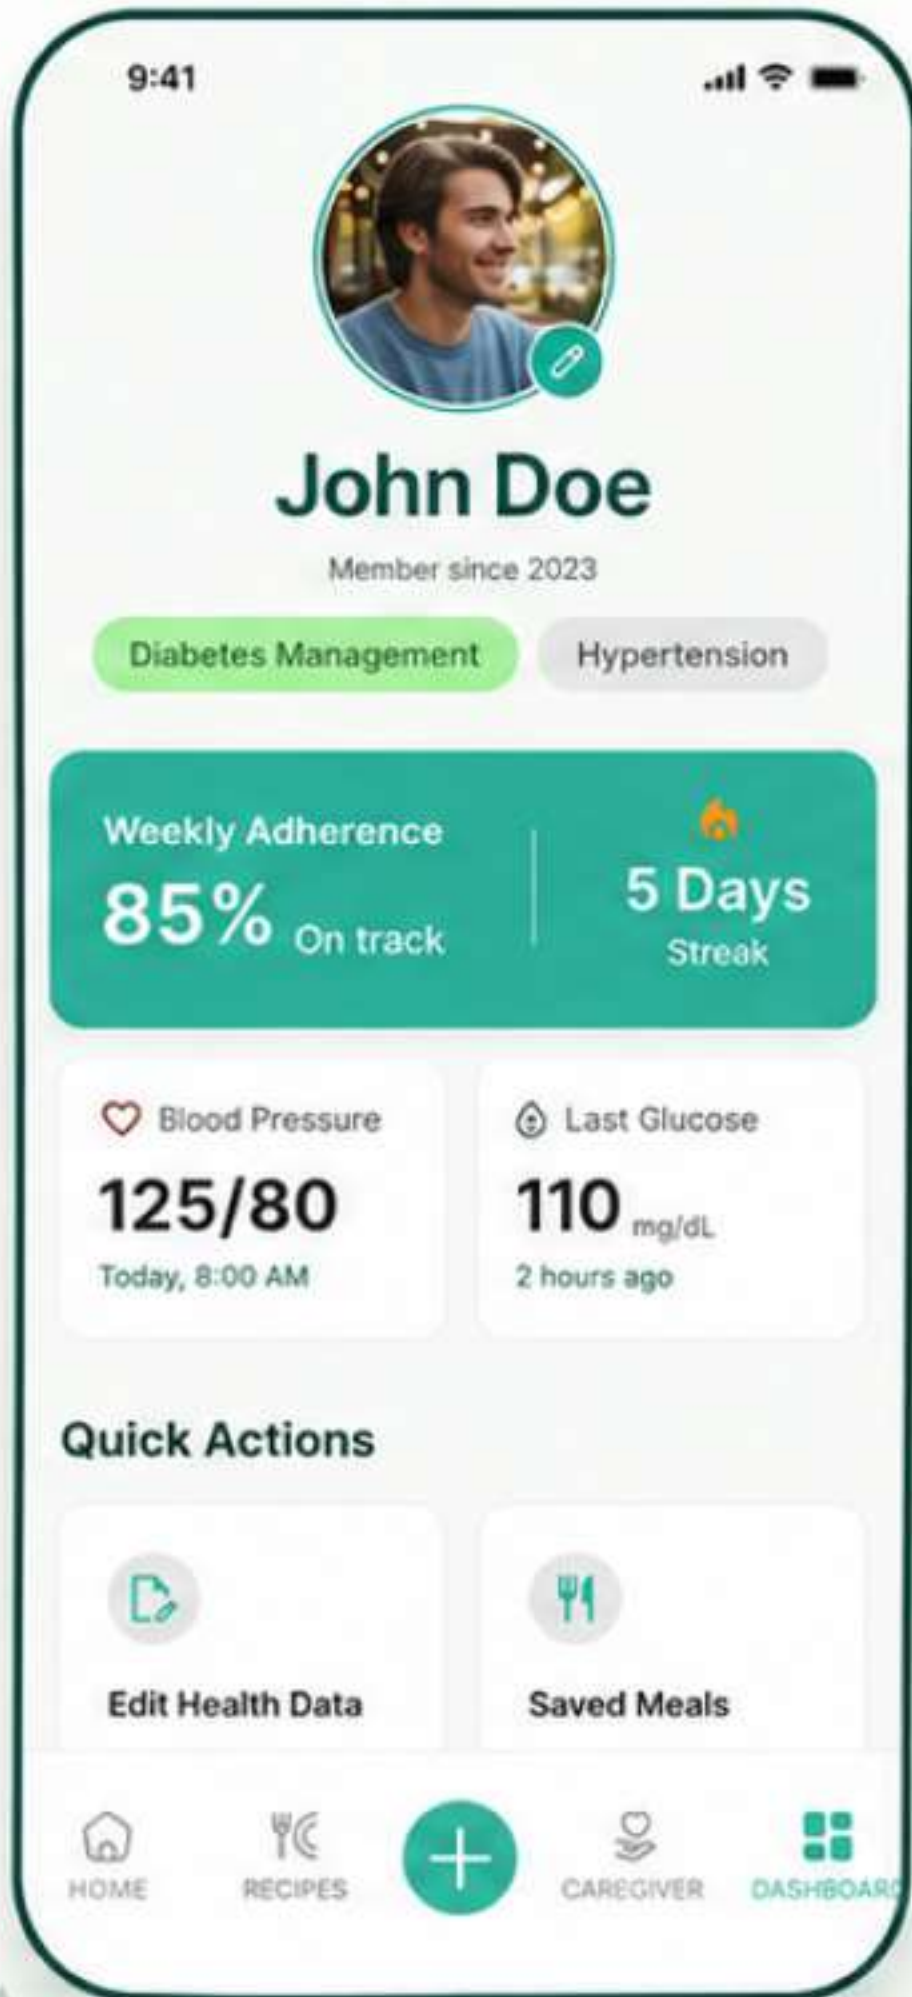 9:41
John Doe
Member since 2023
Diabetes Management Hypertension
Weekly Adherence
85% On track
5 Days
Streak
Blood Pressure
125/80
Today, 8:00 AM
Last Glucose
110 mg/dL
2 hours ago
Quick Actions
Edit Health Data
Saved Meals
HOME RECIPES CAREGIVER DASHBOARD